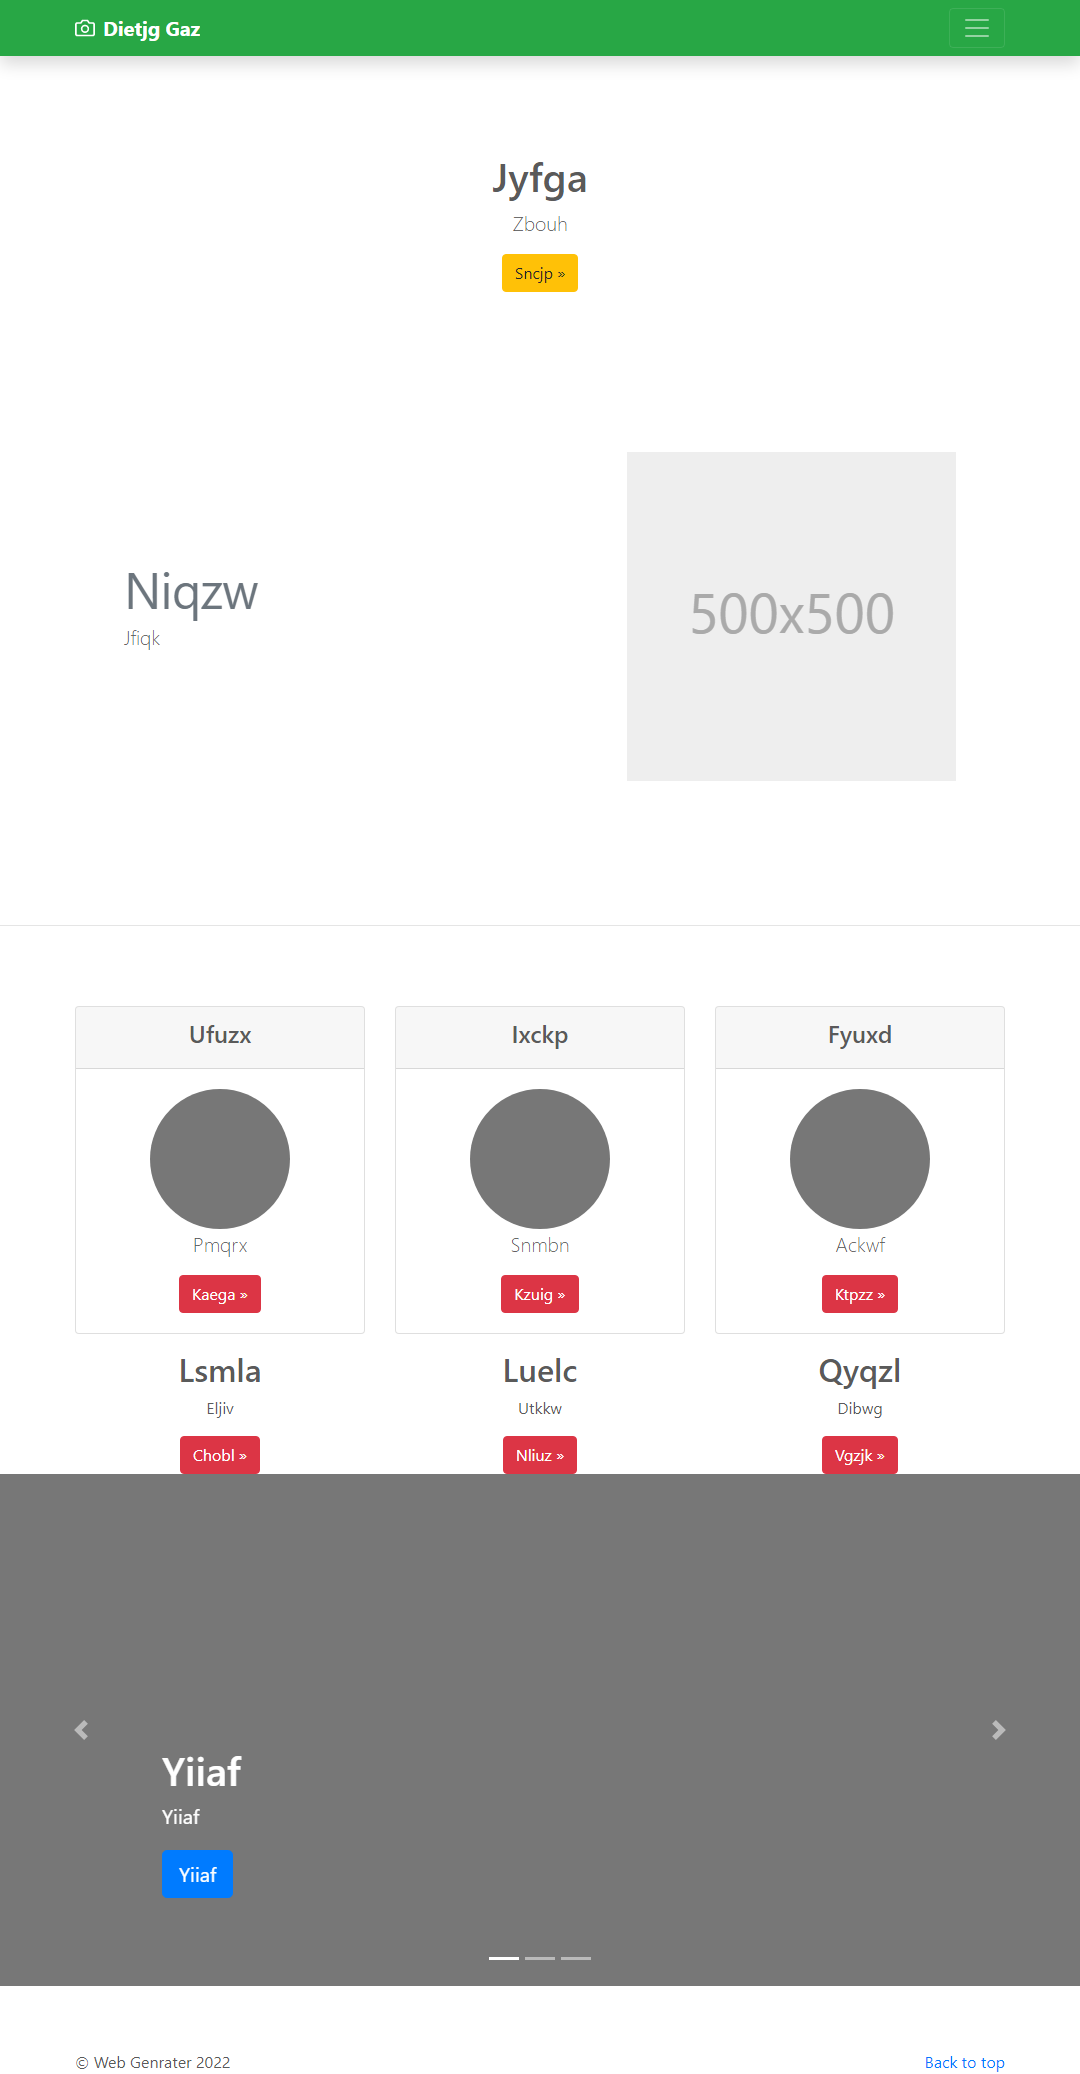 Dietjg Gaz
Jyfga
Zbouh
Sncjp »
Niqzw
Jfiqk
500x500
Ufuzx
Pmqrx
Kaega »
Ixckp
Snmbn
Kzuig »
Fyuxd
Ackwf
Ktpzz »
Lsmla
Eljiv
Chobl »
Luelc
Utkkw
Nliuz »
Qyqzl
Dibwg
Vgzjk »
Yiiaf
Yiiaf
Yiiaf
© Web Genrater 2022
Back to top